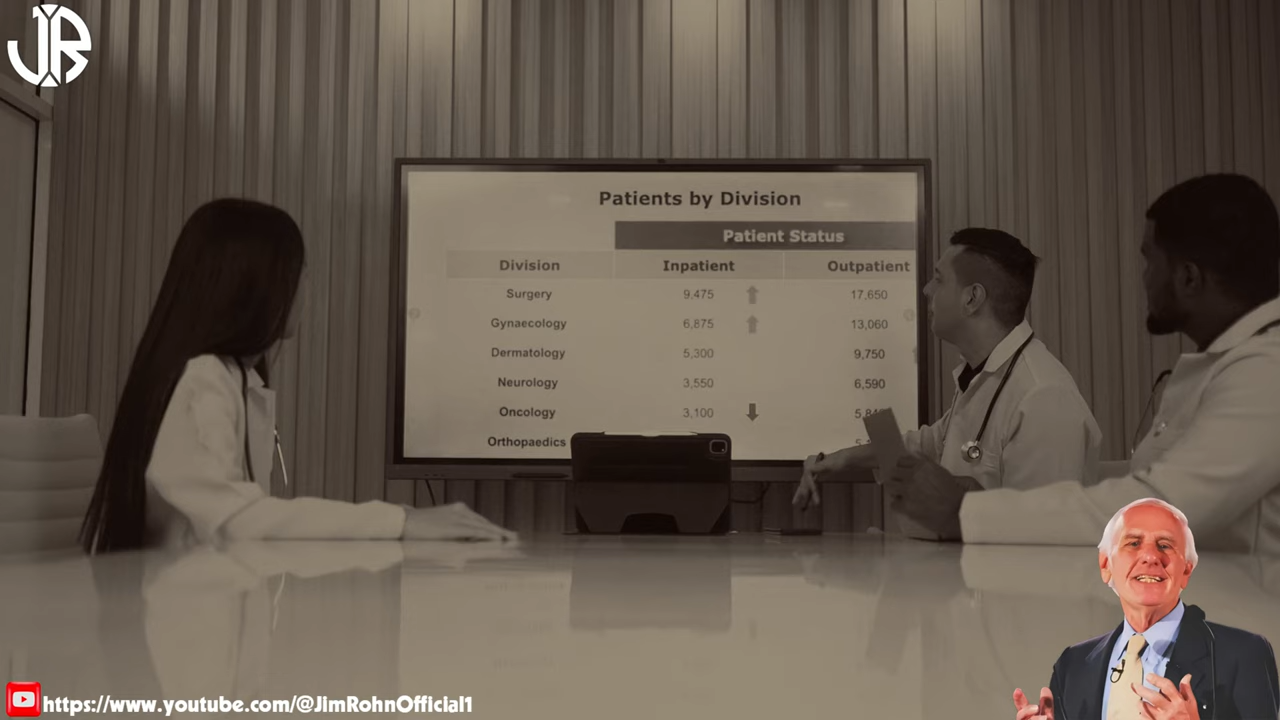 JR
Patients by Division
Patient Status
Division Inpatient Outpatient
Surgery 9,475 17,650
Gynaecology 6,875 13,060
Dermatology 5,300 9,750
Neurology 3,550 6,590
Oncology 3,100
Orthopaedics
https://www.youtube.com/@JimRohnOfficial1